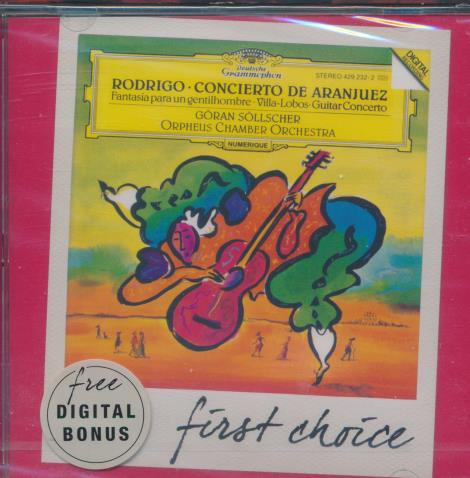 Deutsche
Grammophon
STEREO 429 232-2
DIGITAL
RODRIGO · CONCIERTO DE ARANJUEZ
Fantasía para un gentilhombre · Villa-Lobos · Guitar Concerto
GÖRAN SÖLLSCHER
ORPHEUS CHAMBER ORCHESTRA
NUMERIQUE
free
DIGITAL
BONUS
first choice